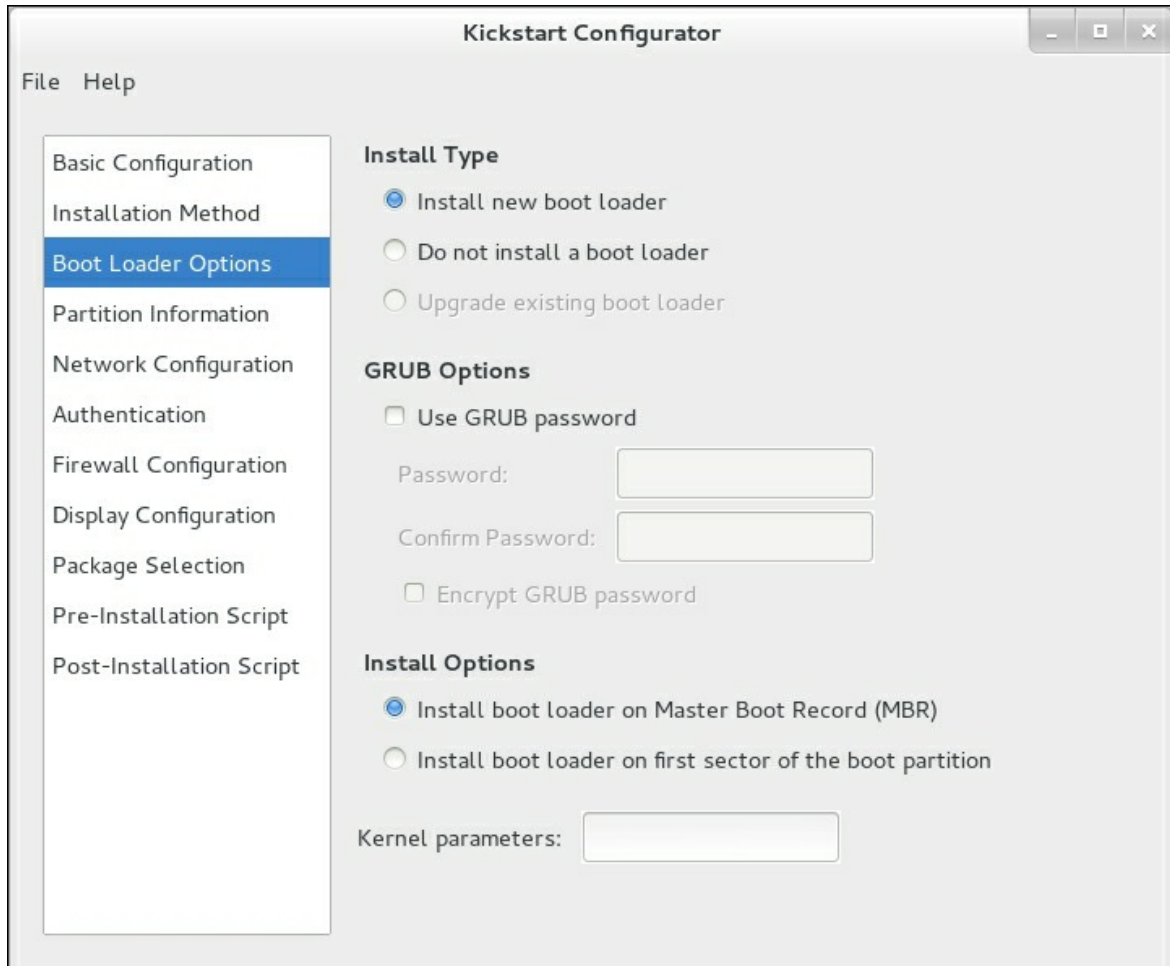 Kickstart Configurator
File Help
Basic Configuration
Installation Method
Boot Loader Options
Partition Information
Network Configuration
Authentication
Firewall Configuration
Display Configuration
Package Selection
Pre-Installation Script
Post-Installation Script
Install Type
Install new boot loader
Do not install a boot loader
Upgrade existing boot loader
GRUB Options
Use GRUB password
Password:
Confirm Password:
Encrypt GRUB password
Install Options
Install boot loader on Master Boot Record (MBR)
Install boot loader on first sector of the boot partition
Kernel parameters: